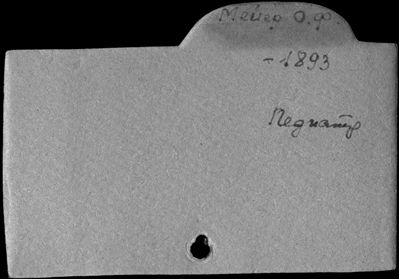 Мейер О.Ф.
- 1893
Педиатр